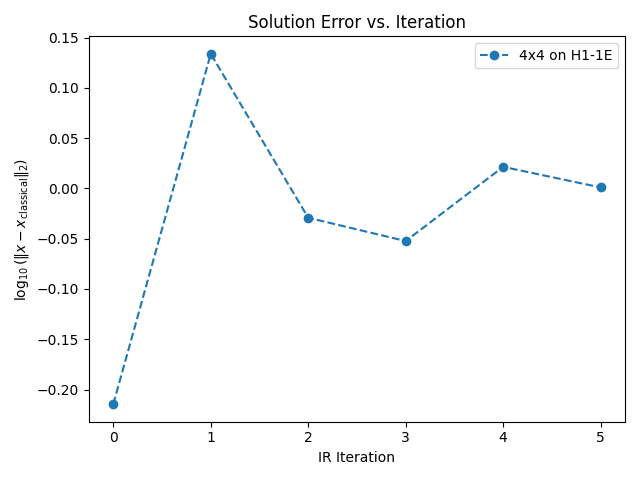 Solution Error vs. Iteration
4x4 on H1-1E
0.15
0.10
0.05
0.00
−0.05
−0.10
−0.15
−0.20
log₁₀(‖x − x_classical‖₂)
0 1 2 3 4 5
IR Iteration